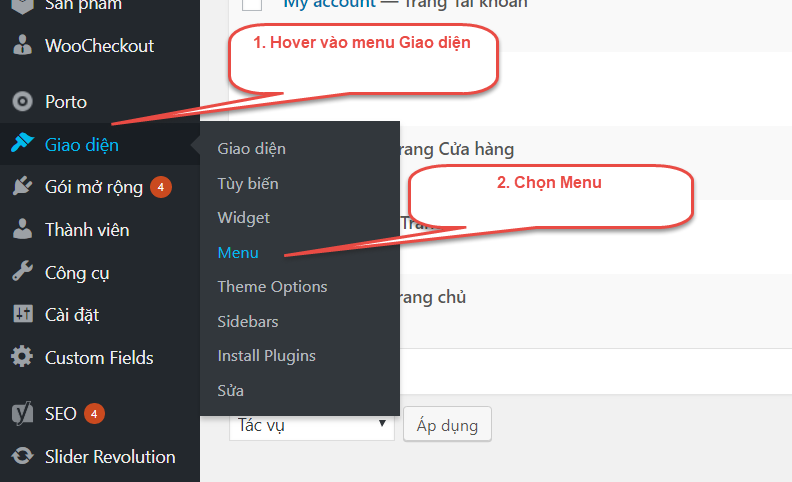 Sản phẩm
My account — Trang Tài khoản
WooCheckout
1. Hover vào menu Giao diện
Porto
Giao diện
Gói mở rộng 4
Thành viên
Công cụ
Cài đặt
Custom Fields
SEO 4
Slider Revolution
Giao diện
Tùy biến
Widget
Menu
Theme Options
Sidebars
Install Plugins
Sửa
rang Cửa hàng
2. Chọn Menu
Tran
rang chủ
Tác vụ
Áp dụng